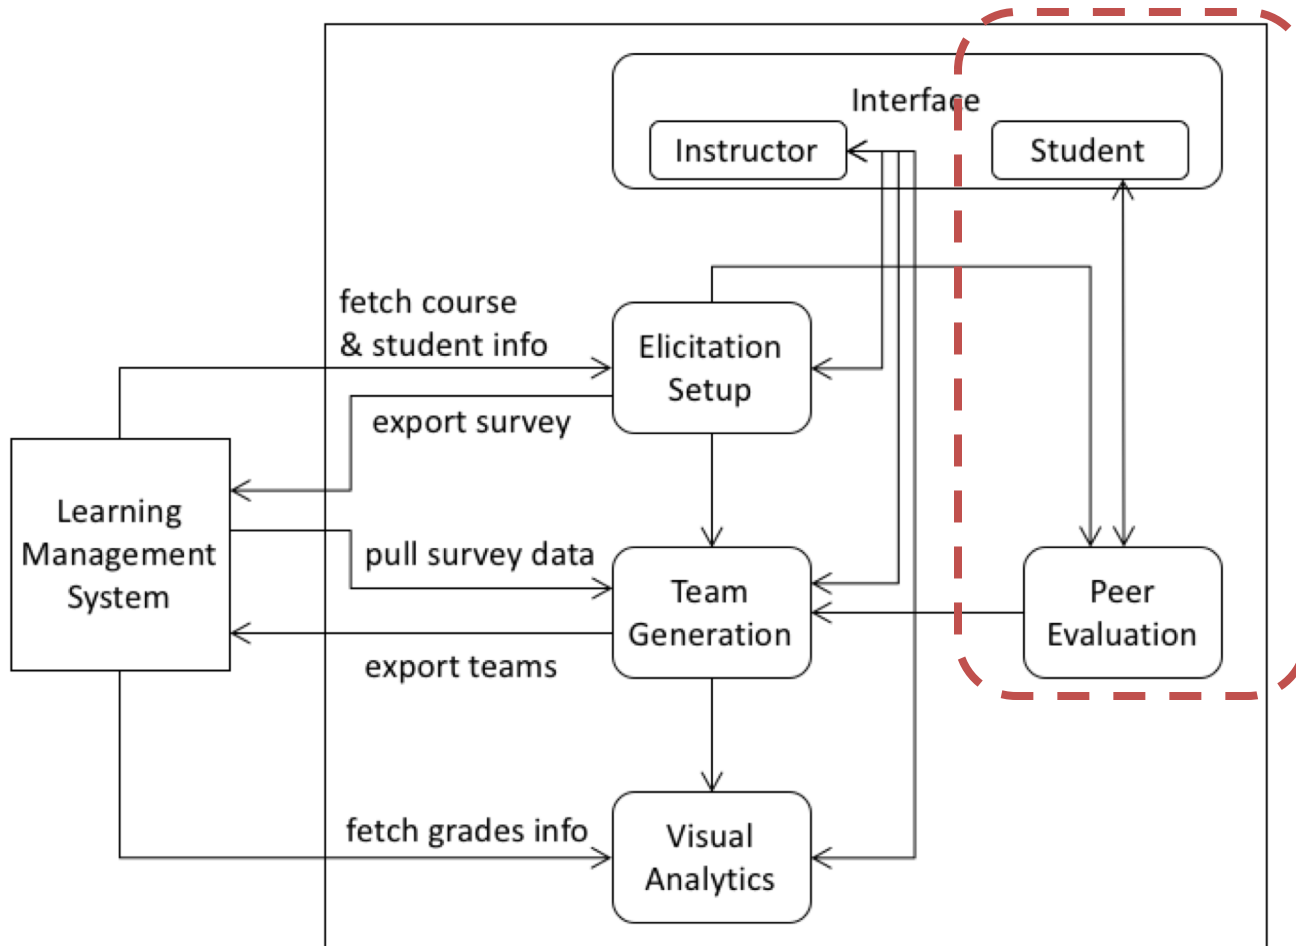 Interface
Instructor
Student
fetch course
& student info
Elicitation
Setup
export survey
Learning
Management
System
pull survey data
Team
Generation
Peer
Evaluation
export teams
fetch grades info
Visual
Analytics